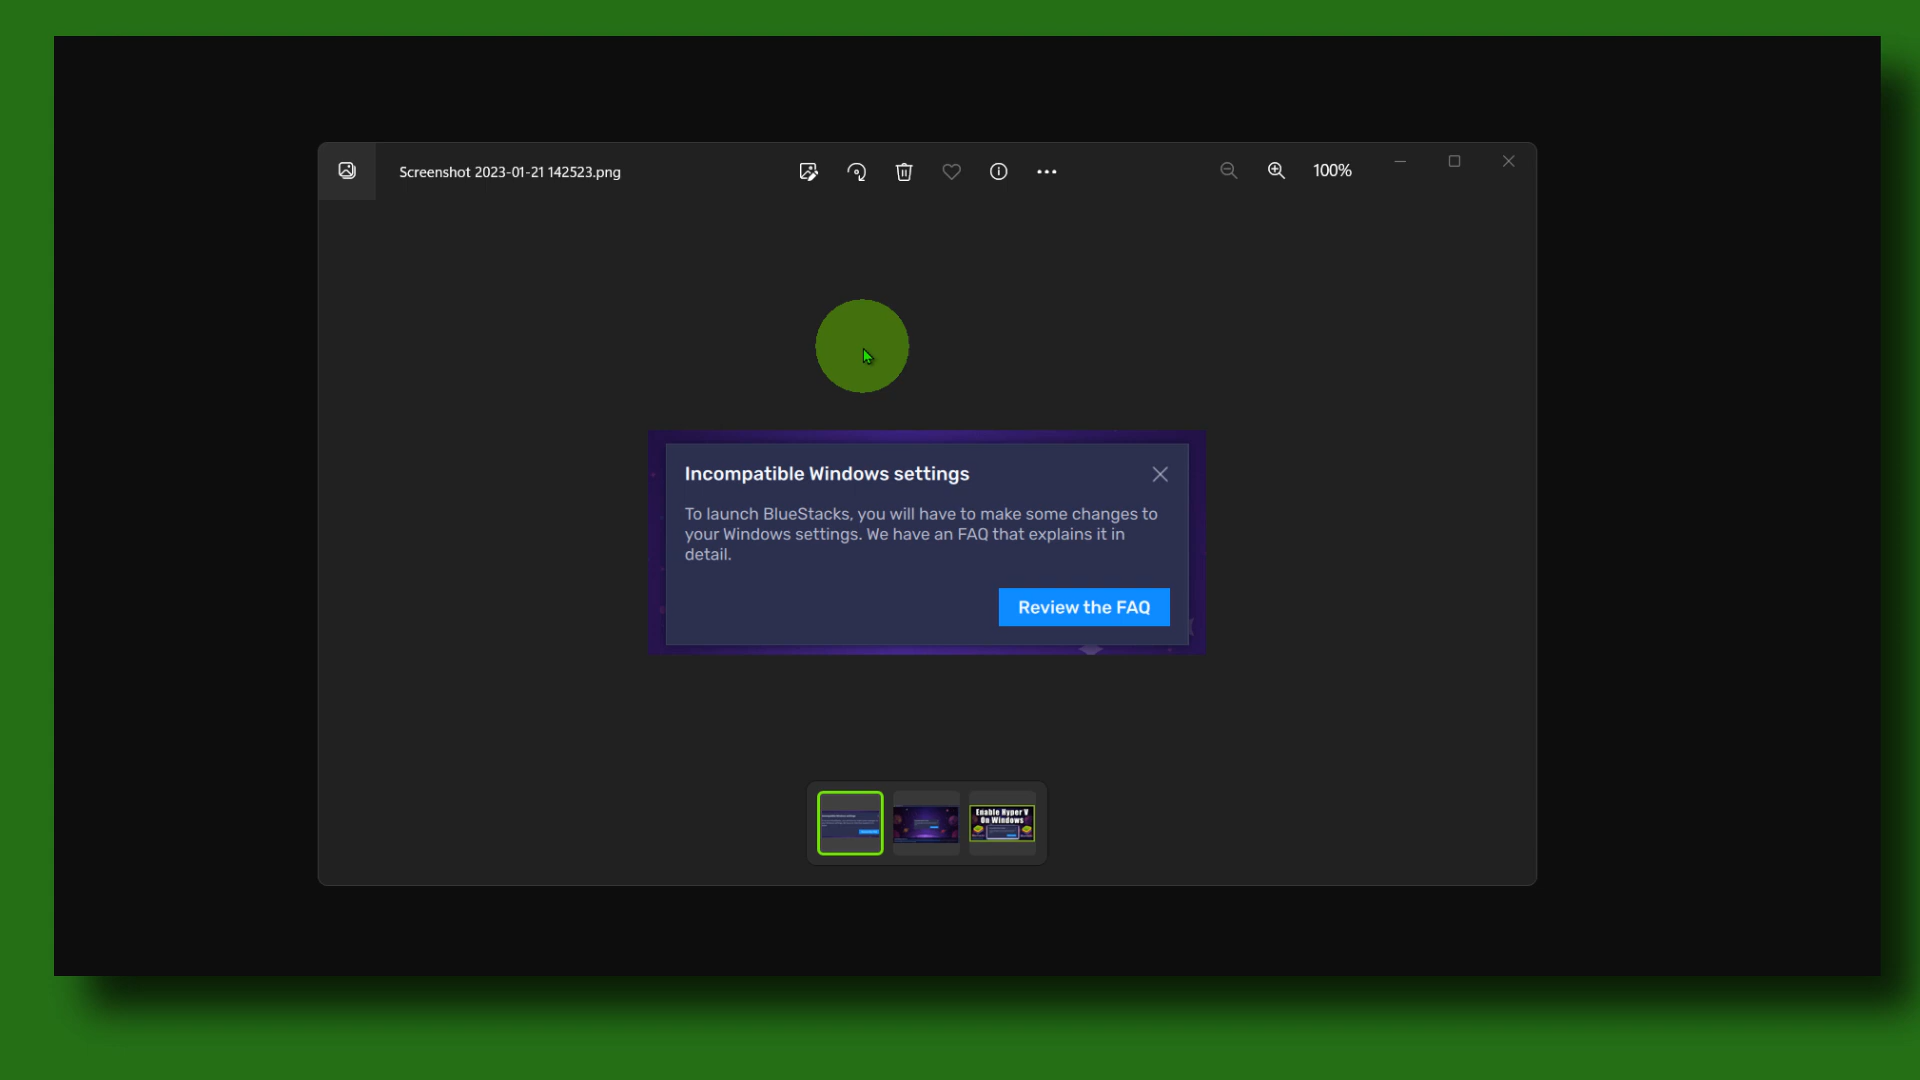 Screenshot 2023-01-21 142523.png
100%
Incompatible Windows settings
To launch BlueStacks, you will have to make some changes to
your Windows settings. We have an FAQ that explains it in
detail.
Review the FAQ
Enable Hyper V
On Windows